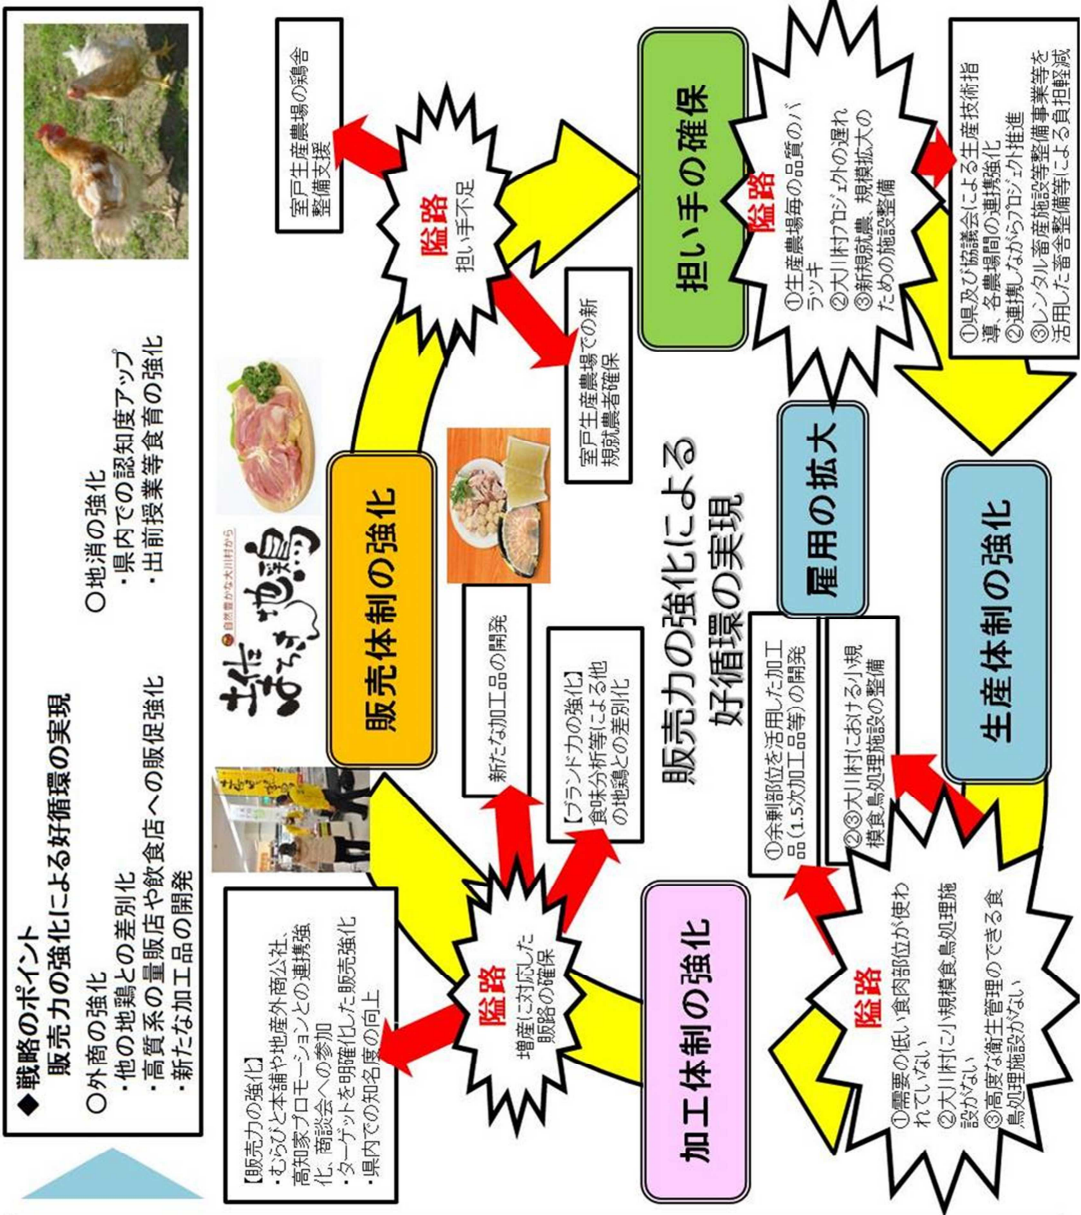 ◆戦略のポイント
販売力の強化による好循環の実現
○外商の強化
・他の地鶏との差別化
・高質系の量販店や飲食店への販促強化
・新たな加工品の開発
○地消の強化
・県内での認知度アップ
・出前授業等食育の強化
【販売力の強化】
・むらびと本舗や地産外商公社、
高知家プロモーションとの連携強
化、商談会への参加
・ターゲットを明確化した販売強化
・県内での知名度の向上
自然豊かな大川村から
土佐
はちきん地鶏
販売体制の強化
室戸生産農場の鶏舎
整備支援
隘路
担い手不足
室戸生産農場での新
規就農者確保
新たな加工品の開発
【ブランド力の強化】
食味分析等による他
の地鶏との差別化
隘路
増産に対応した
販路の確保
販売力の強化による
好循環の実現
加工体制の強化
担い手の確保
隘路
①生産農場毎の品質のバ
ラツキ
②大川村プロジェクトの遅れ
③新規就農、規模拡大の
ための施設整備
雇用の拡大
①余剰部位を活用した加工
品(1.5次加工品等)の開発
②③大川村における小規
模食鳥処理施設の整備
隘路
①需要の低い食肉部位が使わ
れていない
②大川村に小規模食鳥処理施
設がない
③高度な衛生管理のできる食
鳥処理施設がない
生産体制の強化
①県及び協議会による生産技術指
導、各農場間の連携強化
②連携しながらプロジェクト推進
③レンタル畜産施設等整備事業等を
活用した畜舎整備等による負担軽減